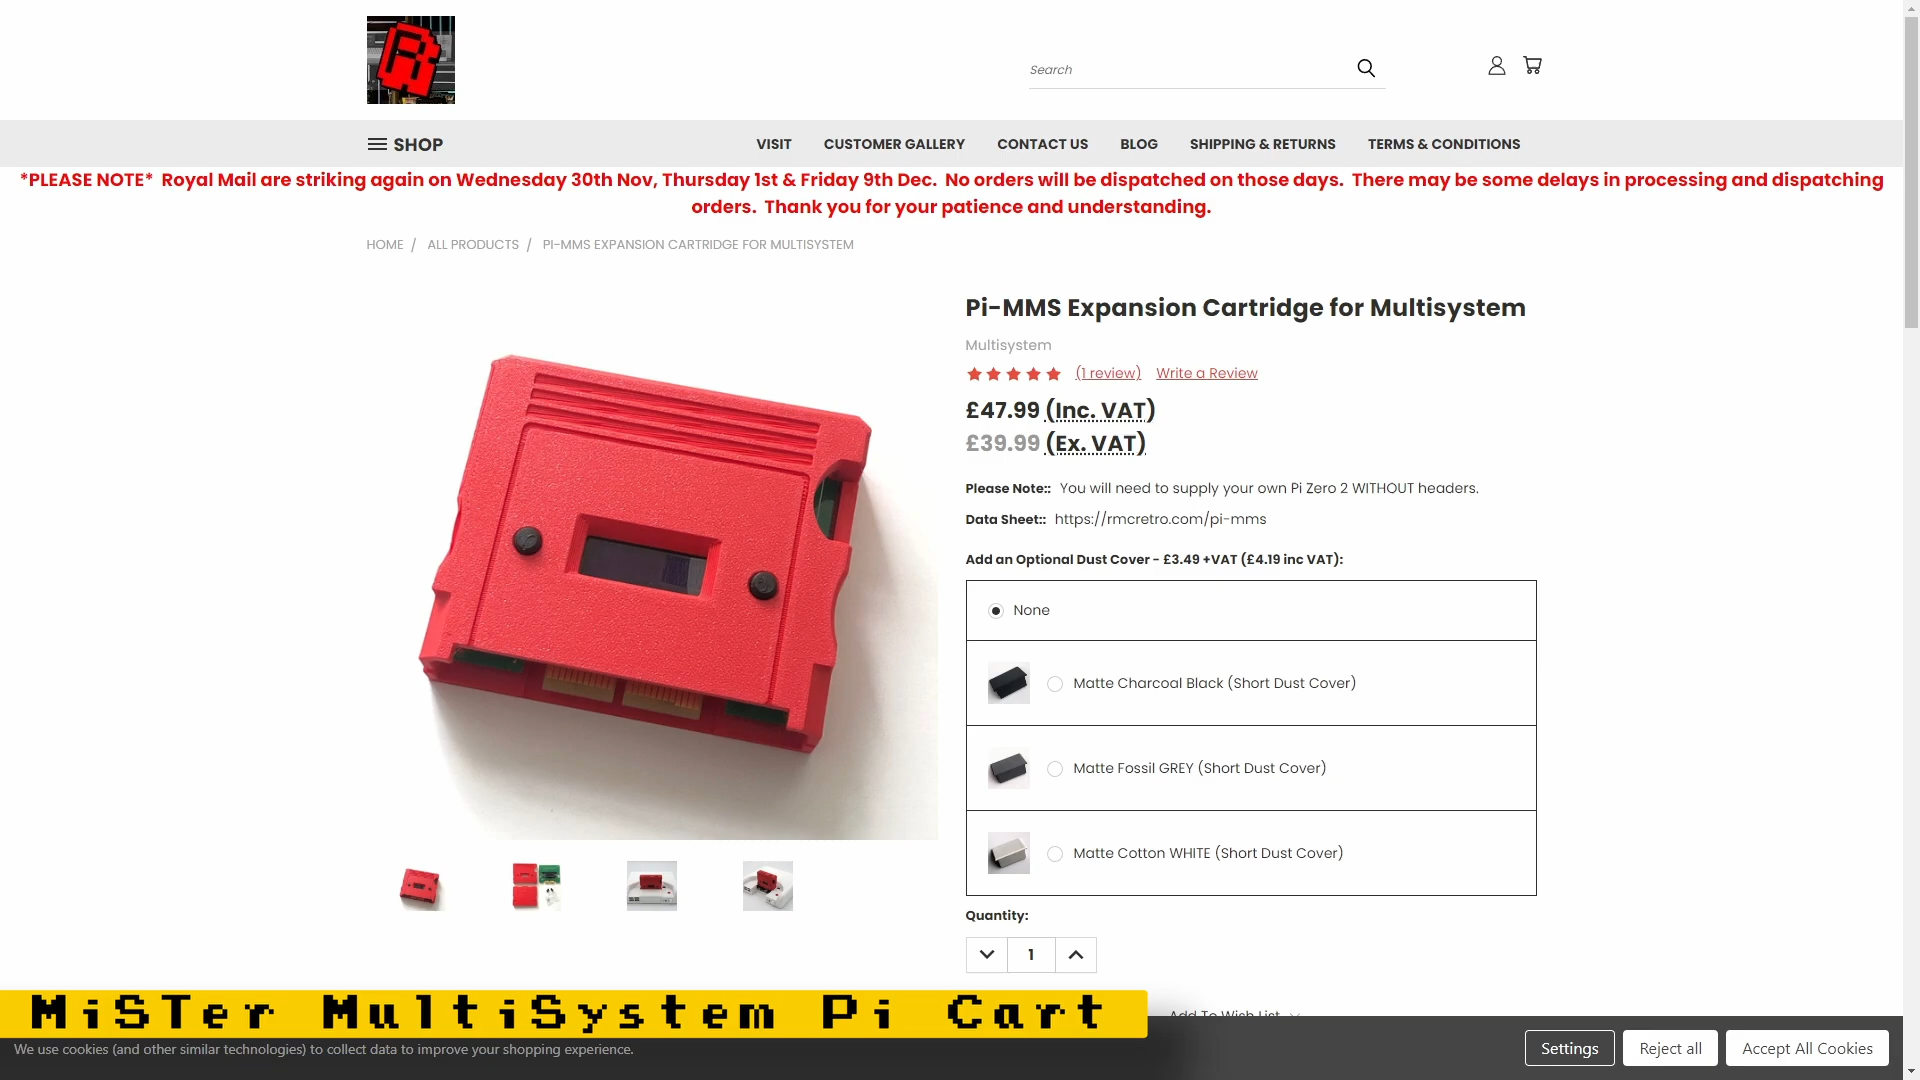 R
Search
SHOP
VISIT
CUSTOMER GALLERY
CONTACT US
BLOG
SHIPPING & RETURNS
TERMS & CONDITIONS
*PLEASE NOTE* Royal Mail are striking again on Wednesday 30th Nov, Thursday 1st & Friday 9th Dec. No orders will be dispatched on those days. There may be some delays in processing and dispatching
orders. Thank you for your patience and understanding.
HOME / ALL PRODUCTS / PI-MMS EXPANSION CARTRIDGE FOR MULTISYSTEM
Pi-MMS Expansion Cartridge for Multisystem
Multisystem
(1 review) Write a Review
£47.99 (Inc. VAT)
£39.99 (Ex. VAT)
Please Note:: You will need to supply your own Pi Zero 2 WITHOUT headers.
Data Sheet:: https://rmcretro.com/pi-mms
Add an Optional Dust Cover - £3.49 +VAT (£4.19 inc VAT):
None
Matte Charcoal Black (Short Dust Cover)
Matte Fossil GREY (Short Dust Cover)
Matte Cotton WHITE (Short Dust Cover)
Quantity:
1
Add To Wish List
MiSTer MultiSystem Pi Cart
We use cookies (and other similar technologies) to collect data to improve your shopping experience.
Settings
Reject all
Accept All Cookies